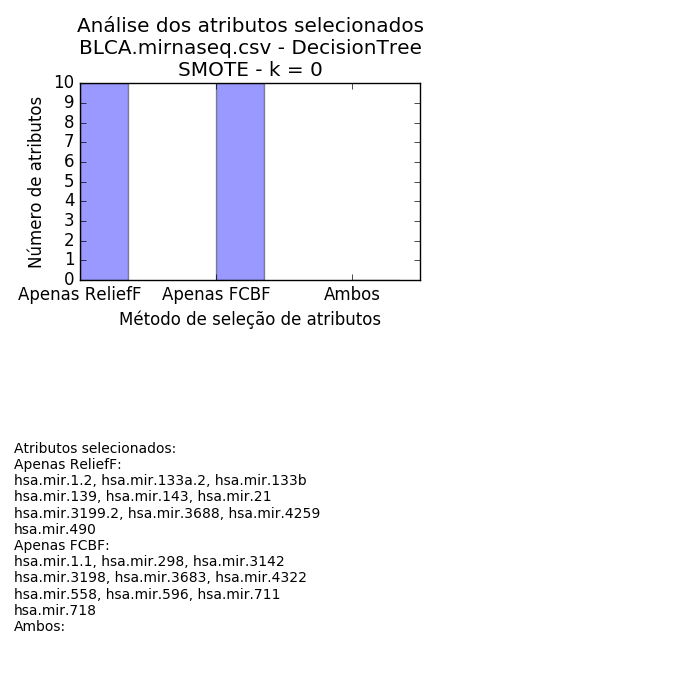 Análise dos atributos selecionados
BLCA.mirnaseq.csv - DecisionTree
SMOTE - k = 0
10
9
8
7
6
5
4
3
2
1
0
Número de atributos
Apenas ReliefF Apenas FCBF Ambos
Método de seleção de atributos
Atributos selecionados:
Apenas ReliefF:
hsa.mir.1.2, hsa.mir.133a.2, hsa.mir.133b
hsa.mir.139, hsa.mir.143, hsa.mir.21
hsa.mir.3199.2, hsa.mir.3688, hsa.mir.4259
hsa.mir.490
Apenas FCBF:
hsa.mir.1.1, hsa.mir.298, hsa.mir.3142
hsa.mir.3198, hsa.mir.3683, hsa.mir.4322
hsa.mir.558, hsa.mir.596, hsa.mir.711
hsa.mir.718
Ambos: